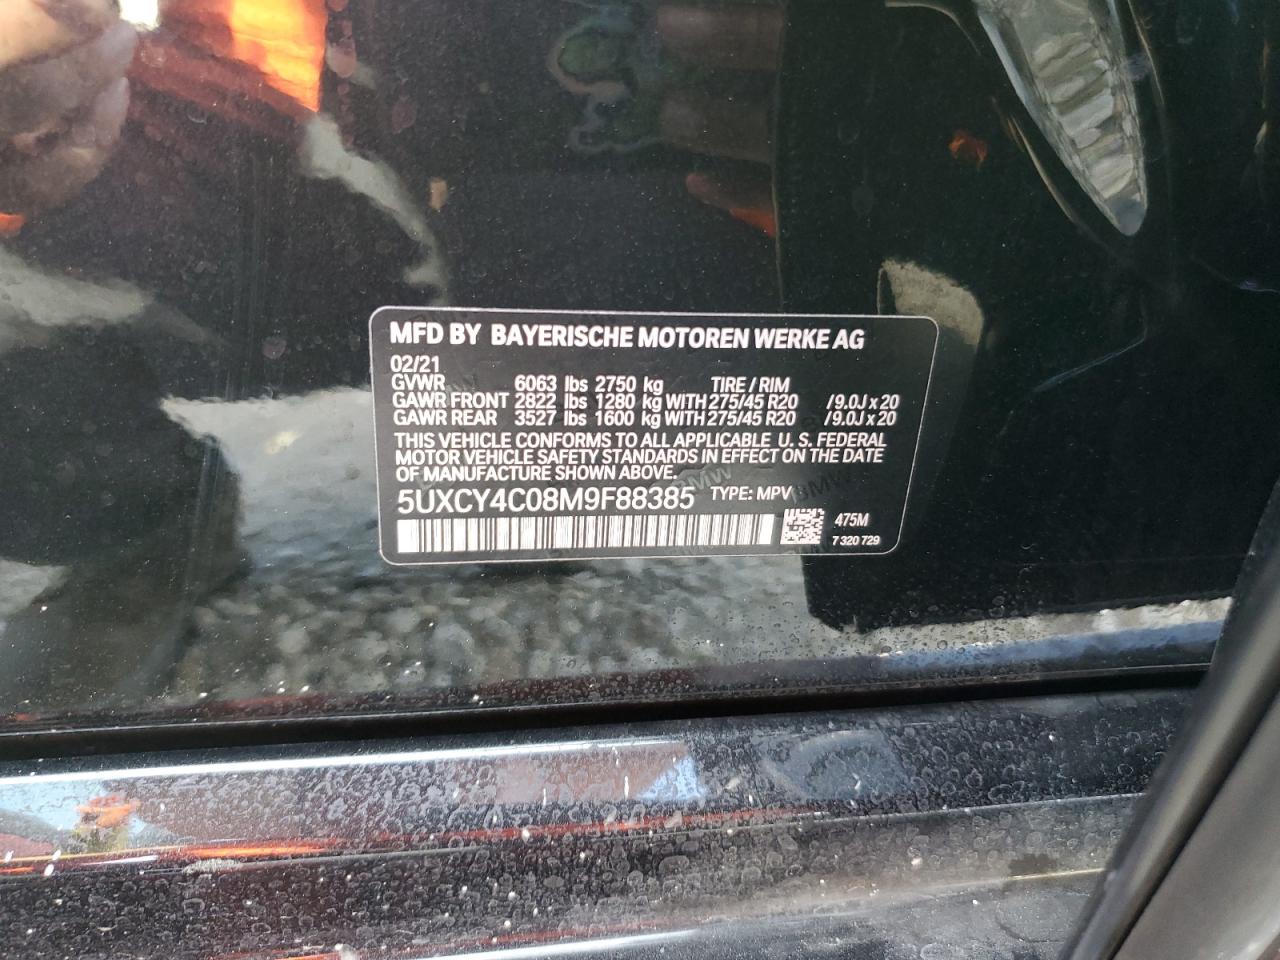 MFD BY BAYERISCHE MOTOREN WERKE AG
02/21
GVWR 6063 lbs 2750 kg TIRE / RIM
GAWR FRONT 2822 lbs 1280 kg WITH 275/45 R20 /9.0J x 20
GAWR REAR 3527 lbs 1600 kg WITH 275/45 R20 /9.0J x 20
THIS VEHICLE CONFORMS TO ALL APPLICABLE U. S. FEDERAL
MOTOR VEHICLE SAFETY STANDARDS IN EFFECT ON THE DATE
OF MANUFACTURE SHOWN ABOVE.
5UXCY4C08M9F88385 TYPE: MPV
475M
7 320 729